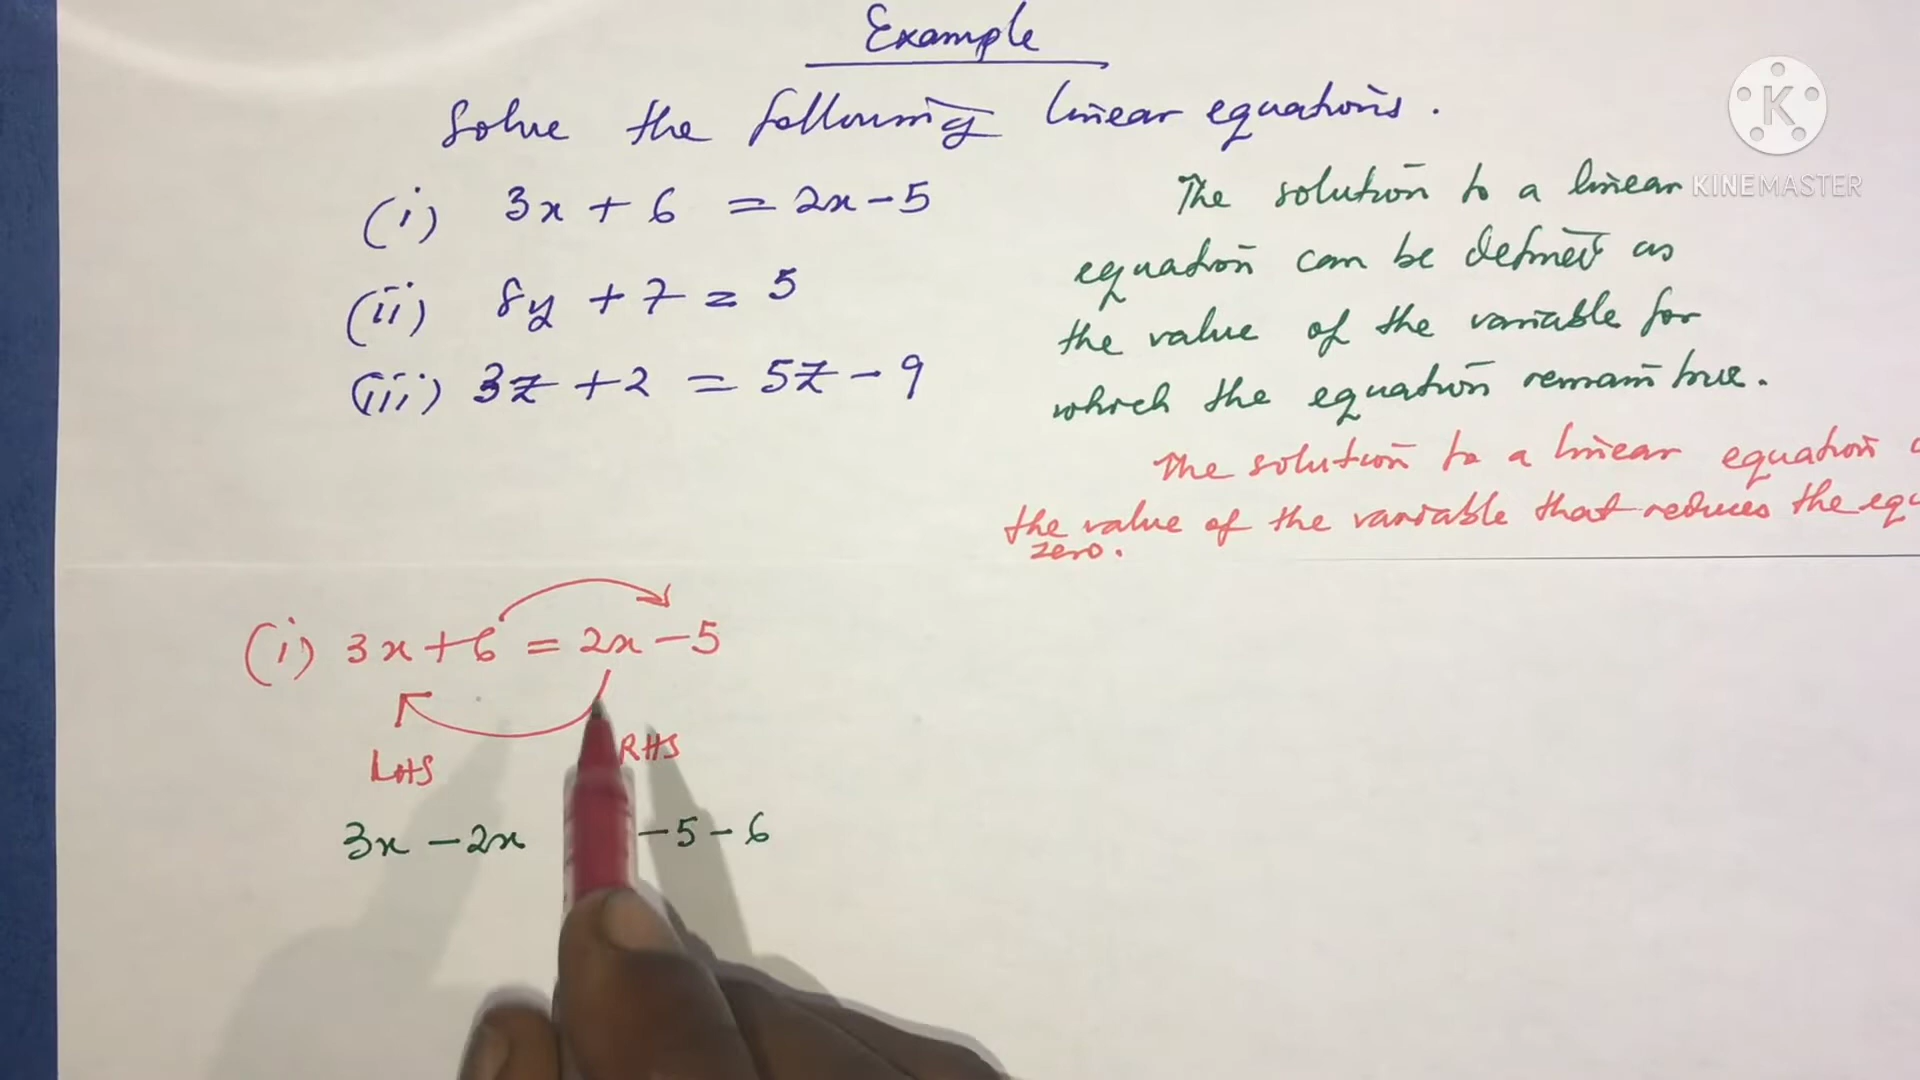 Example
Solve the following linear equations.
(i) 3x + 6 = 2x - 5
(ii) 8y + 7 = 5
(iii) 3z + 2 = 5z - 9
K
KINEMASTER
The solution to a linear
equation can be defined as
the value of the variable for
which the equation remain true.
The solution to a linear equation
the value of the variable that reduces the equ
zero.
(i) 3x + 6 = 2x - 5
LHS RHS
3x - 2x -5 - 6